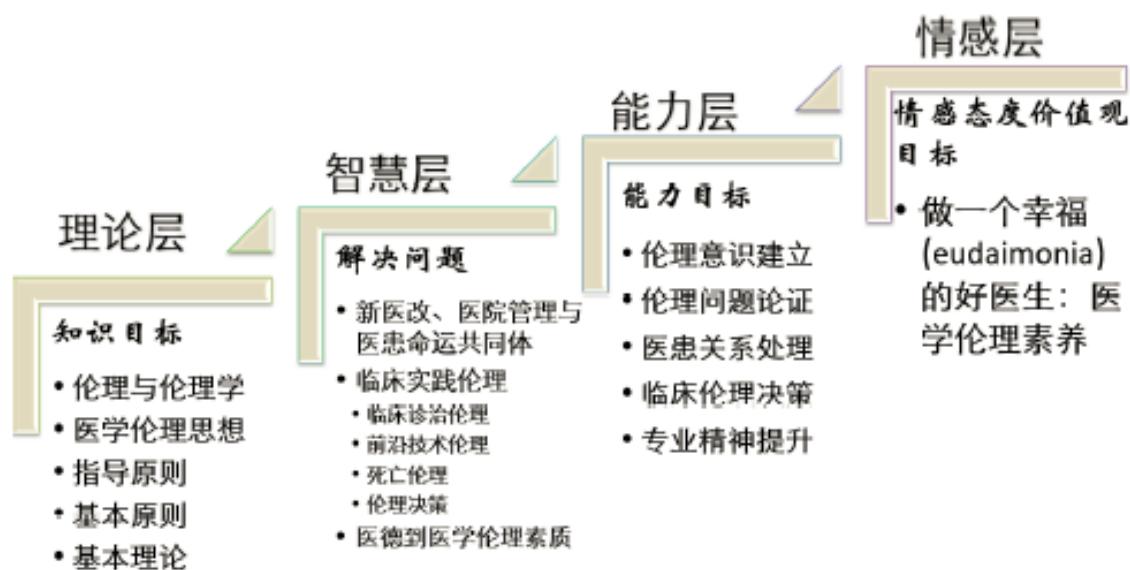 理论层
知识目标
• 伦理与伦理学
• 医学伦理思想
• 指导原则
• 基本原则
• 基本理论
智慧层
解决问题
• 新医改、医院管理与
医患命运共同体
• 临床实践伦理
• 临床诊治伦理
• 前沿技术伦理
• 死亡伦理
• 伦理决策
• 医德到医学伦理素质
能力层
能力目标
• 伦理意识建立
• 伦理问题论证
• 医患关系处理
• 临床伦理决策
• 专业精神提升
情感层
情感态度价值观
目标
• 做一个幸福
(eudaimonia)
的好医生：医
学伦理素养